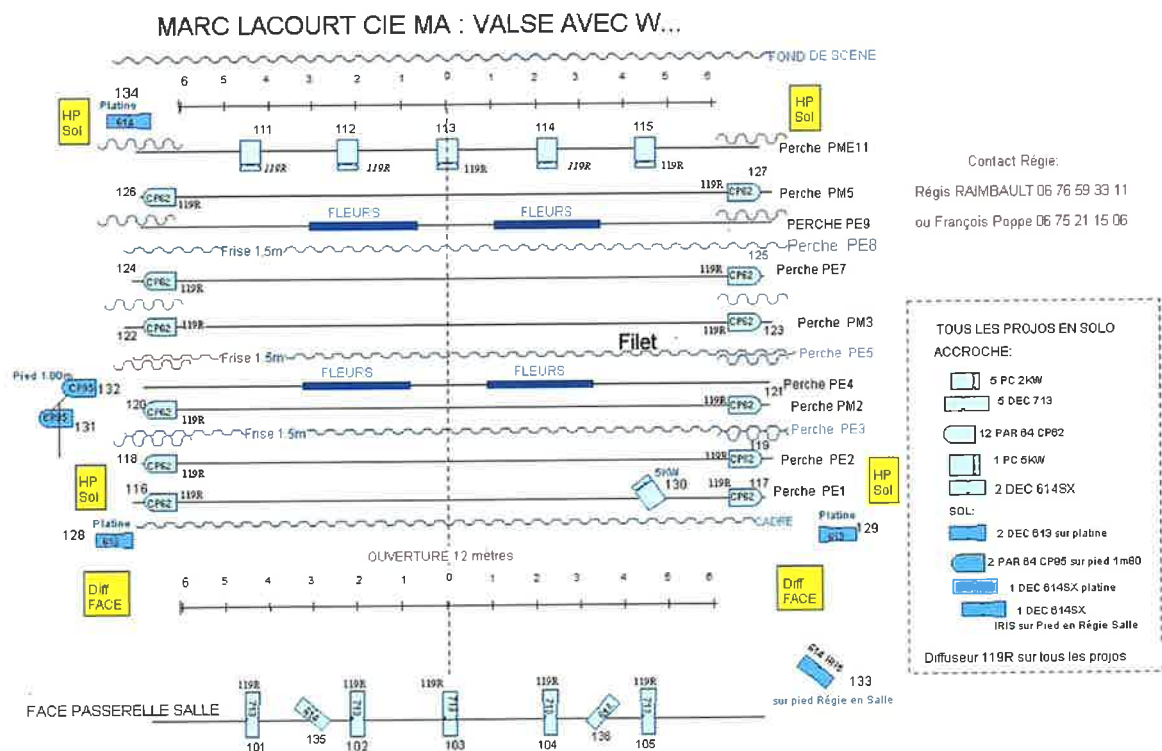 MARC LACOURT CIE MA : VALSE AVEC W...
FOND DE SCENE
6 5 4 3 2 1 0 1 2 3 4 5 6
134
Platine
614
HP
Sol
HP
Sol
111 112 113 114 115
119R 119R 119R 119R 119R
Perche PME11
126 CP62 119R
119R CP62 127
Perche PM5
FLEURS FLEURS
PERCHE PE9
Frise 1,5m
Perche PE8
124 CP62 119R
119R CP62 125
Perche PE7
122 CP62 119R
119R CP62 123
Perche PM3
Filet
Frise 1 5m
Perche PE5
Pied 1.00m
CP95 132
CP95
131
FLEURS FLEURS
Perche PE4
120 CP62 119R
119R CP62 121
Perche PM2
Frise 1.5m
Perche PE3
118 CP62 119R
119R CP62 119
Perche PE2
HP
Sol
HP
Sol
116 CP62 119R
5KW
130
119R CP62 117
Perche PE1
128 Platine
613
CADRE
Platine 129
613
OUVERTURE 12 metres
6 5 4 3 2 1 0 1 2 3 4 5 6
Diff
FACE
Diff
FACE
614 IRIS
133
sur pied Régie en Salle
119R 119R 119R 119R 119R
FACE PASSERELLE SALLE
713 614 713 713 713 713
101 135 102 103 104 136 105
Contact Régie:
Régis RAIMBAULT 06 76 59 33 11
ou François Poppe 06 75 21 15 06
TOUS LES PROJOS EN SOLO
ACCROCHE:
5 PC 2KW
5 DEC 713
12 PAR 64 CP62
1 PC 5KW
2 DEC 614SX
SOL:
2 DEC 613 sur platine
2 PAR 64 CP95 sur pied 1m60
1 DEC 614SX platine
1 DEC 614SX
IRIS sur Pied en Régie Salle
Diffuseur 119R sur tous les projos